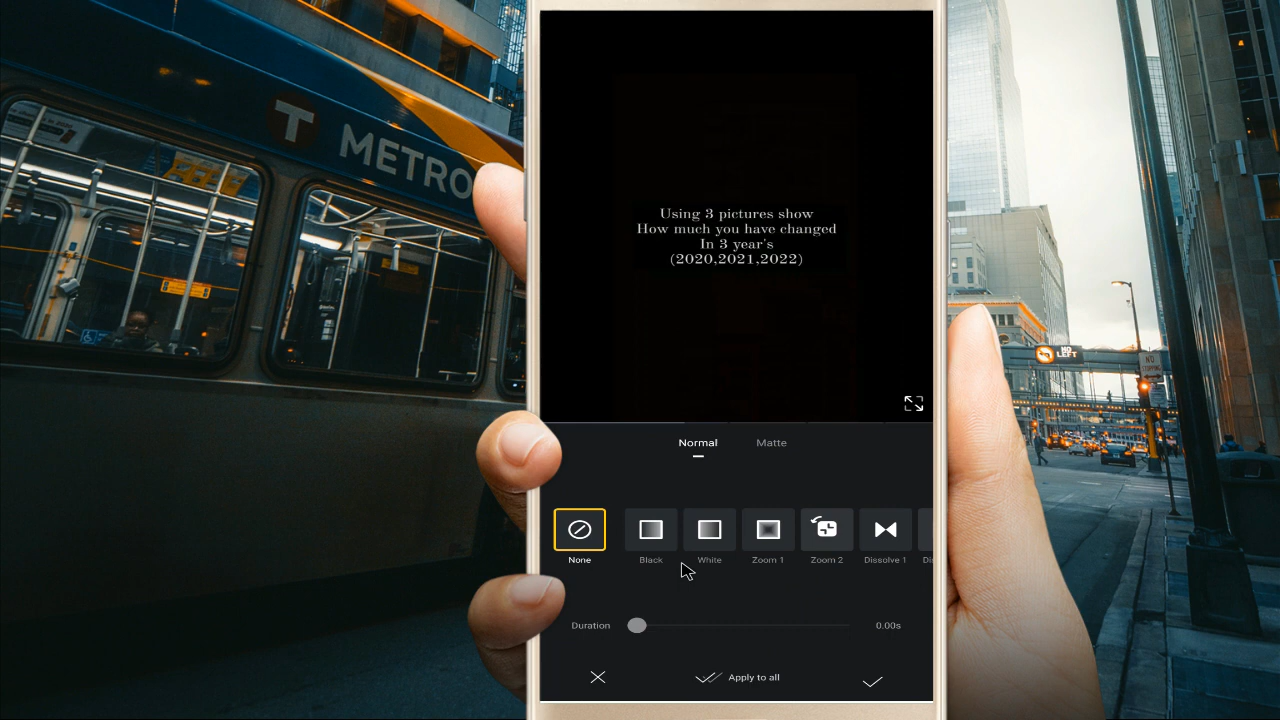 T METRO
Using 3 pictures show
How much you have changed
In 3 year's
(2020,2021,2022)
Normal
Matte
None
Black
White
Zoom 1
Zoom 2
Dissolve 1
Duration
0.00s
Apply to all
NO
LEFT
NO